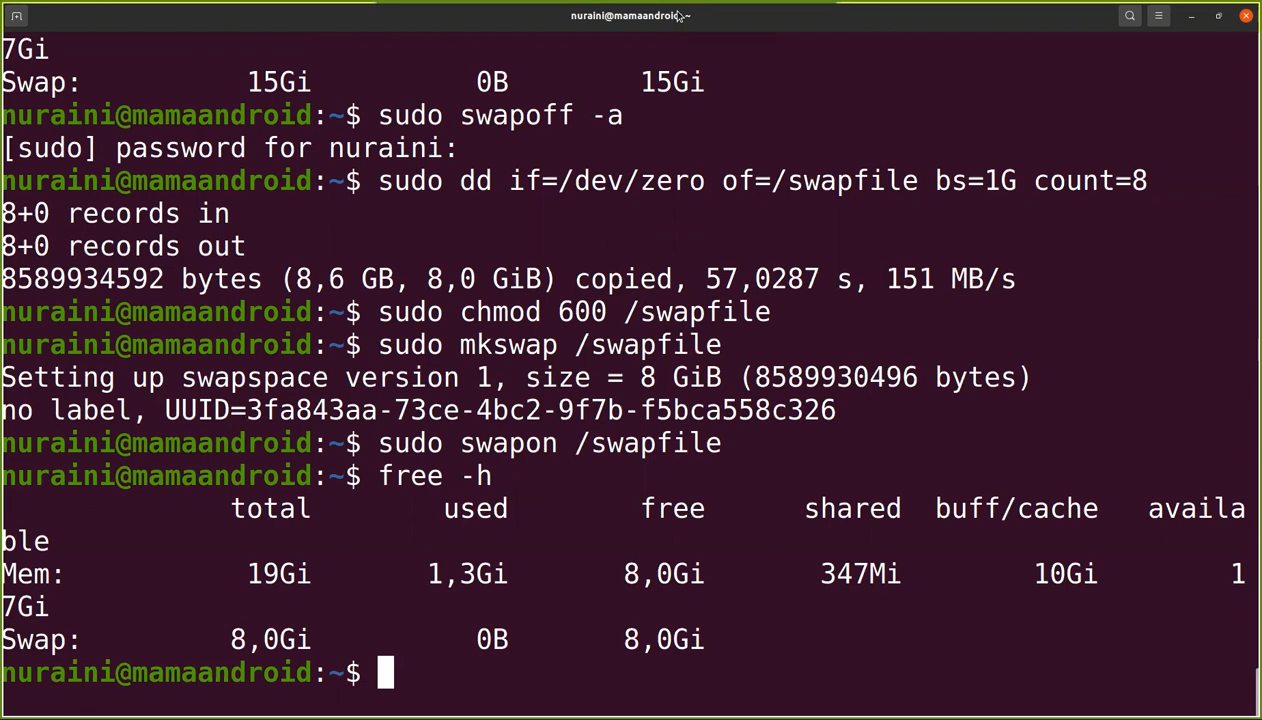 nuraini@mamaandroid: ~
7Gi
Swap: 15Gi 0B 15Gi
nuraini@mamaandroid:~$ sudo swapoff -a
[sudo] password for nuraini:
nuraini@mamaandroid:~$ sudo dd if=/dev/zero of=/swapfile bs=1G count=8
8+0 records in
8+0 records out
8589934592 bytes (8,6 GB, 8,0 GiB) copied, 57,0287 s, 151 MB/s
nuraini@mamaandroid:~$ sudo chmod 600 /swapfile
nuraini@mamaandroid:~$ sudo mkswap /swapfile
Setting up swapspace version 1, size = 8 GiB (8589930496 bytes)
no label, UUID=3fa843aa-73ce-4bc2-9f7b-f5bca558c326
nuraini@mamaandroid:~$ sudo swapon /swapfile
nuraini@mamaandroid:~$ free -h
total used free shared buff/cache availa
ble
Mem: 19Gi 1,3Gi 8,0Gi 347Mi 10Gi 1
7Gi
Swap: 8,0Gi 0B 8,0Gi
nuraini@mamaandroid:~$